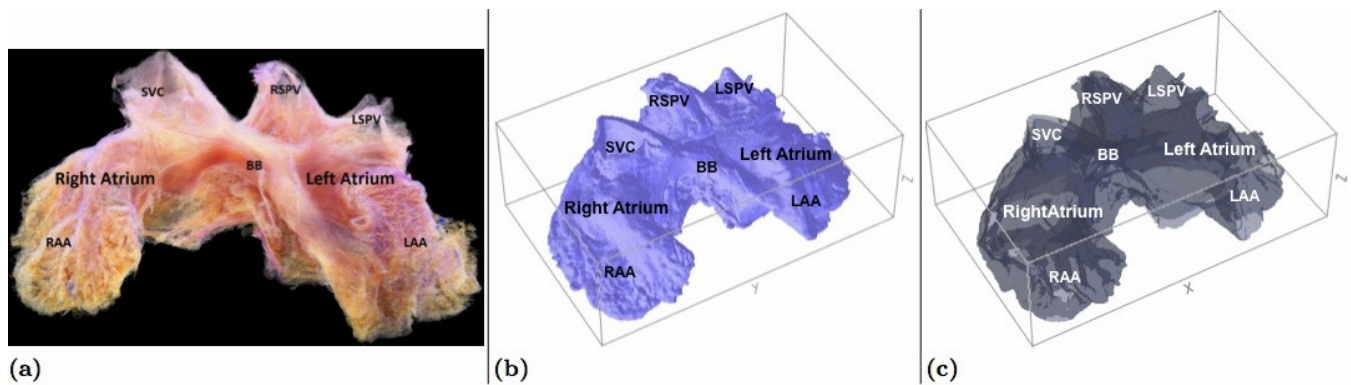 SVC
RSPV
LSPV
BB
Right Atrium
Left Atrium
RAA
LAA
(a)
RSPV
LSPV
SVC
BB
Left Atrium
LAA
Right Atrium
RAA
Y
Z
(b)
RSPV
LSPV
SVC
BB
Left Atrium
LAA
RightAtrium
RAA
X
Z
(c)